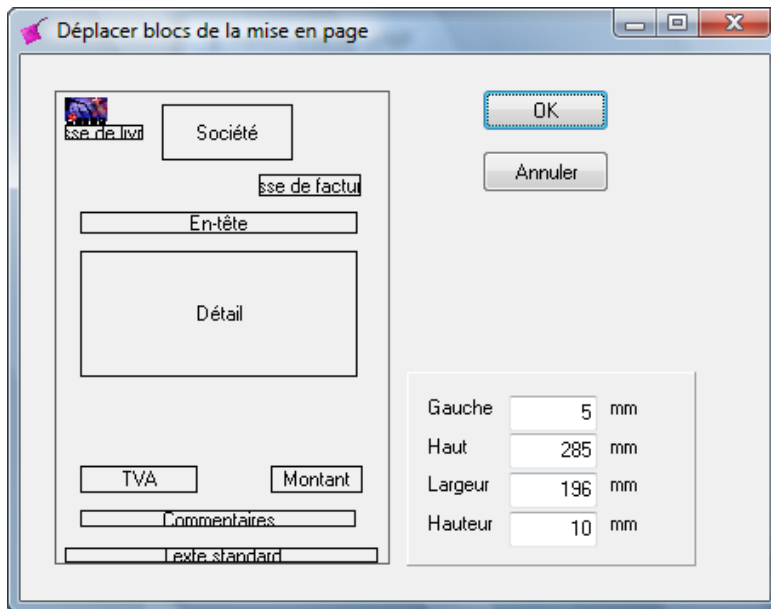 Déplacer blocs de la mise en page
OK
sse de livr
Société
Annuler
sse de factur
En-tête
Détail
Gauche 5 mm
Haut 285 mm
TVA Montant
Largeur 196 mm
Commentaires
Hauteur 10 mm
Texte standard